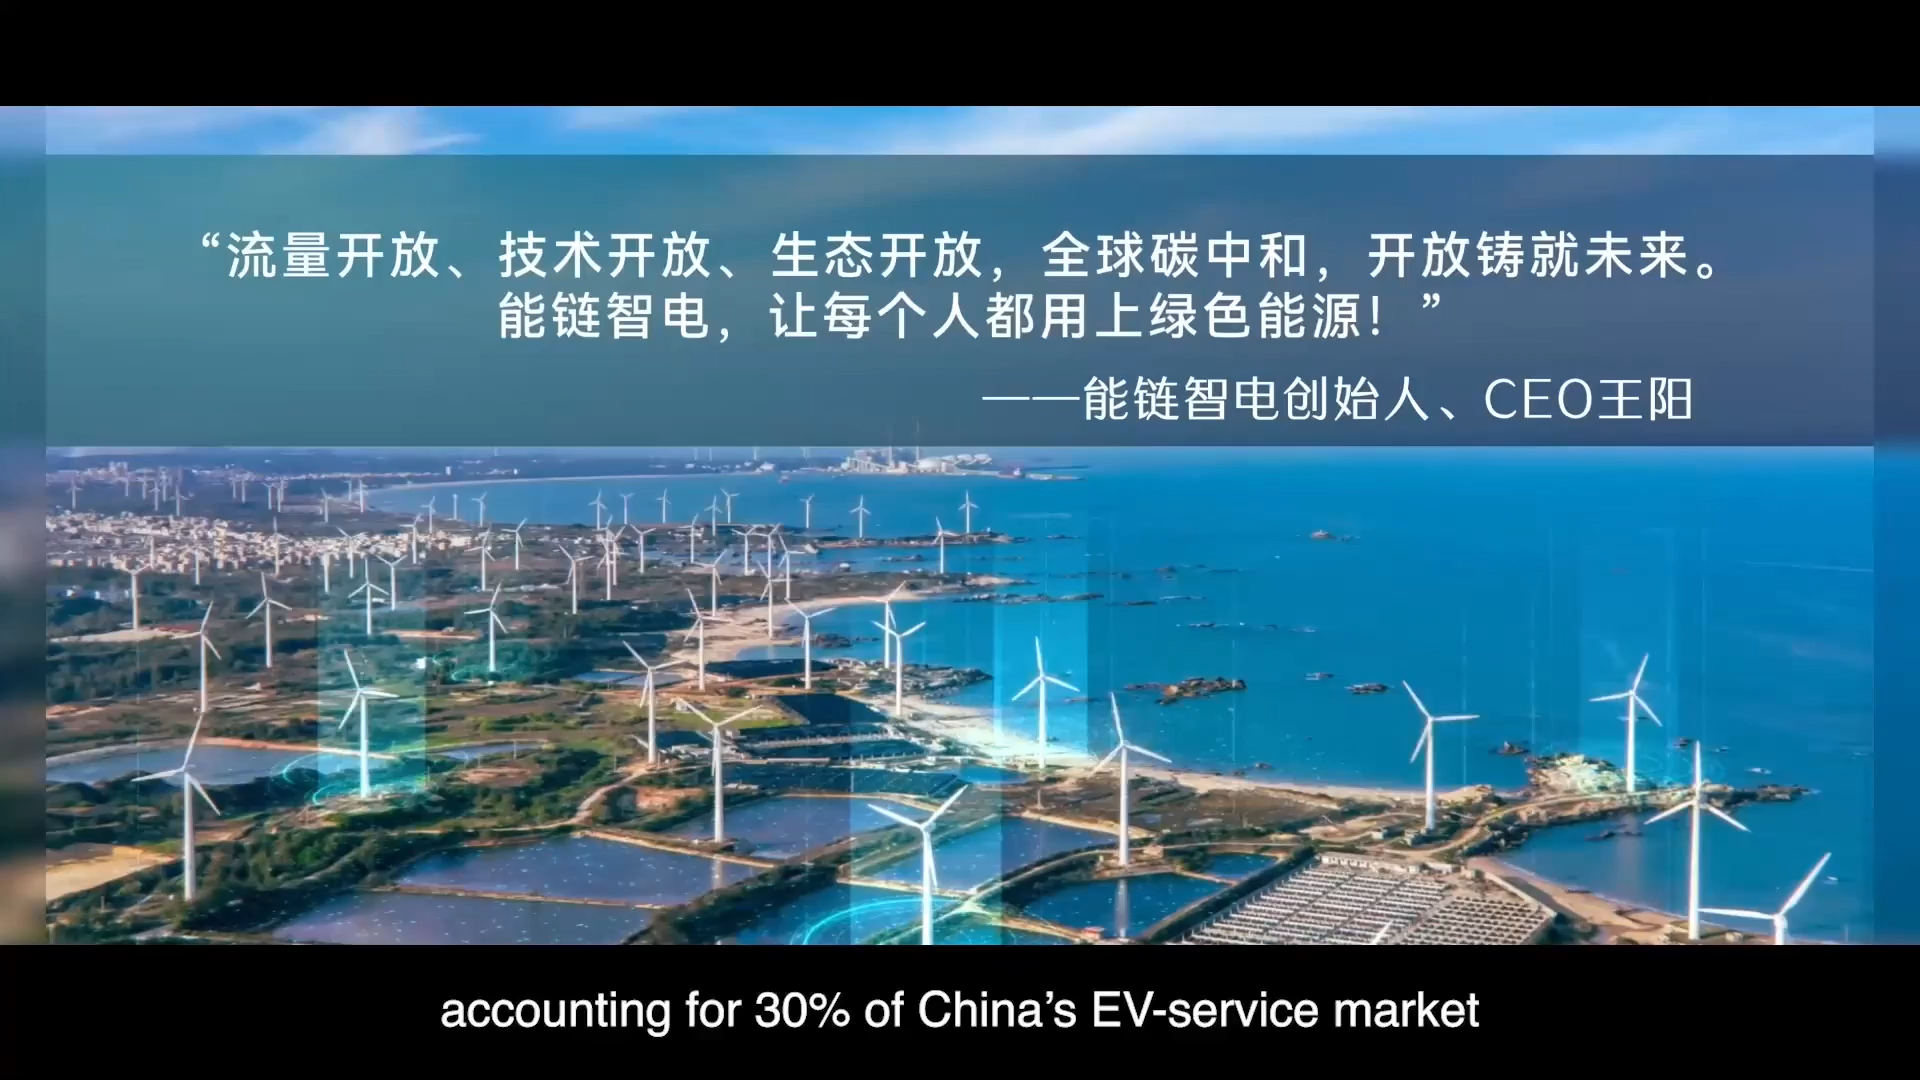 “流量开放、技术开放、生态开放，全球碳中和，开放铸就未来。
能链智电，让每个人都用上绿色能源！”
——能链智电创始人、CEO王阳
accounting for 30% of China’s EV-service market